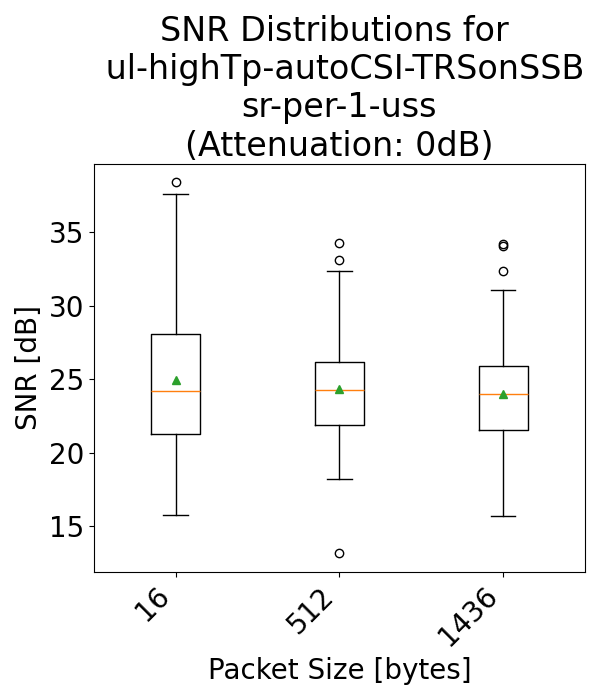 SNR Distributions for
ul-highTp-autoCSI-TRSonSSB
sr-per-1-uss
(Attenuation: 0dB)
SNR [dB]
35
30
25
20
15
16
512
1436
Packet Size [bytes]